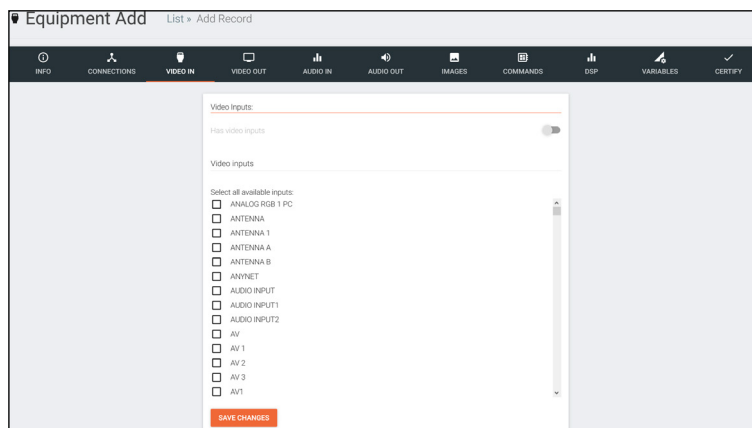 Equipment Add List » Add Record
INFO CONNECTIONS VIDEO IN VIDEO OUT AUDIO IN AUDIO OUT IMAGES COMMANDS DSP VARIABLES CERTIFY
Video Inputs:
Has video inputs
Video inputs
Select all available inputs:
ANALOG RGB 1 PC
ANTENNA
ANTENNA 1
ANTENNA A
ANTENNA B
ANYNET
AUDIO INPUT
AUDIO INPUT1
AUDIO INPUT2
AV
AV 1
AV 2
AV 3
AV1
SAVE CHANGES